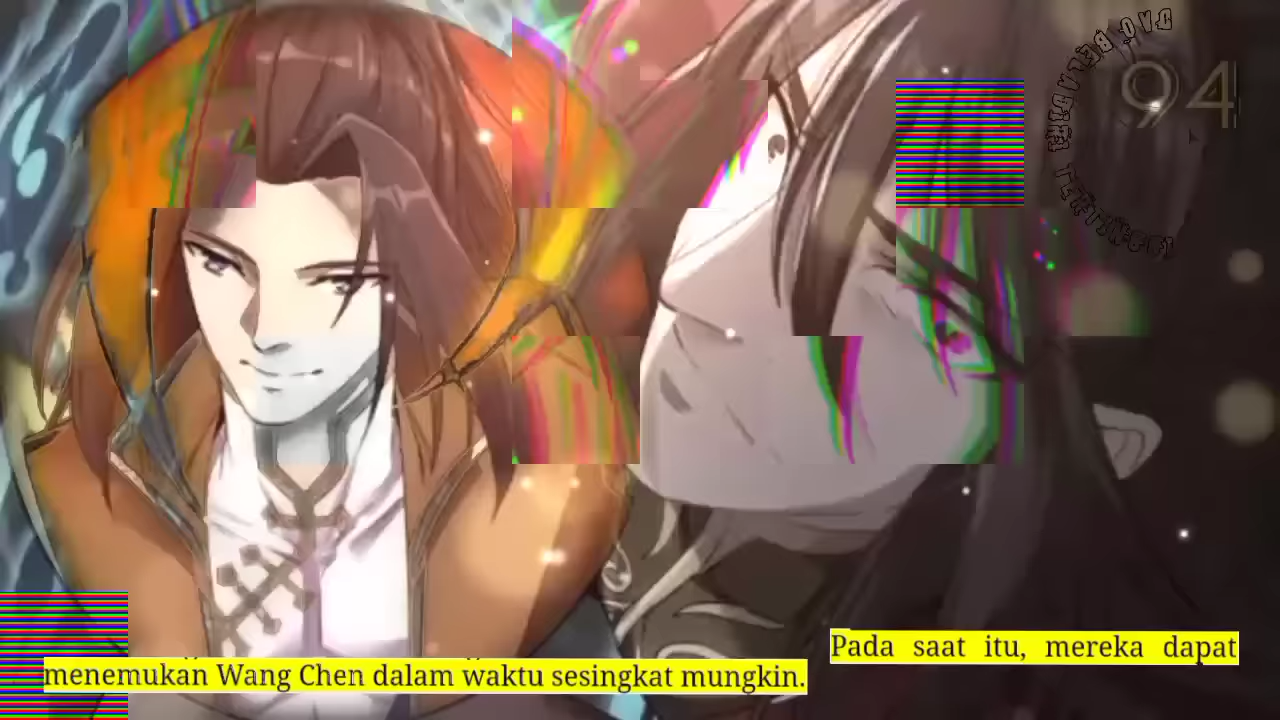 94
Pada saat itu, mereka dapat
menemukan Wang Chen dalam waktu sesingkat mungkin.